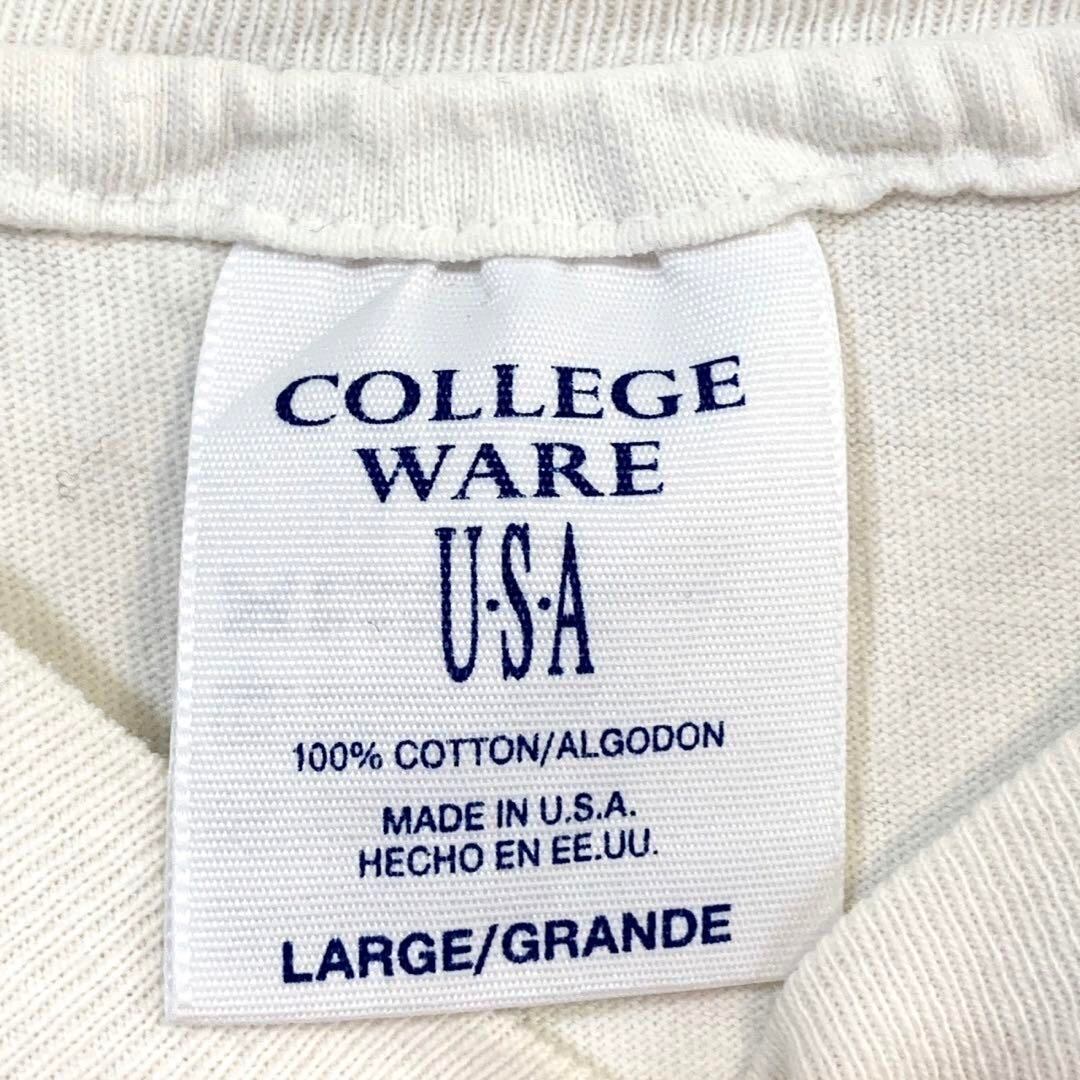 COLLEGE
WARE
U·S·A
100% COTTON/ALGODON
MADE IN U.S.A.
HECHO EN EE.UU.
LARGE/GRANDE